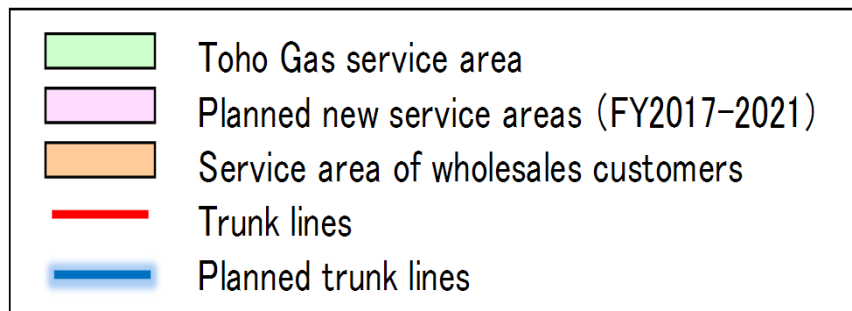 Toho Gas service area
Planned new service areas (FY2017-2021)
Service area of wholesales customers
Trunk lines
Planned trunk lines